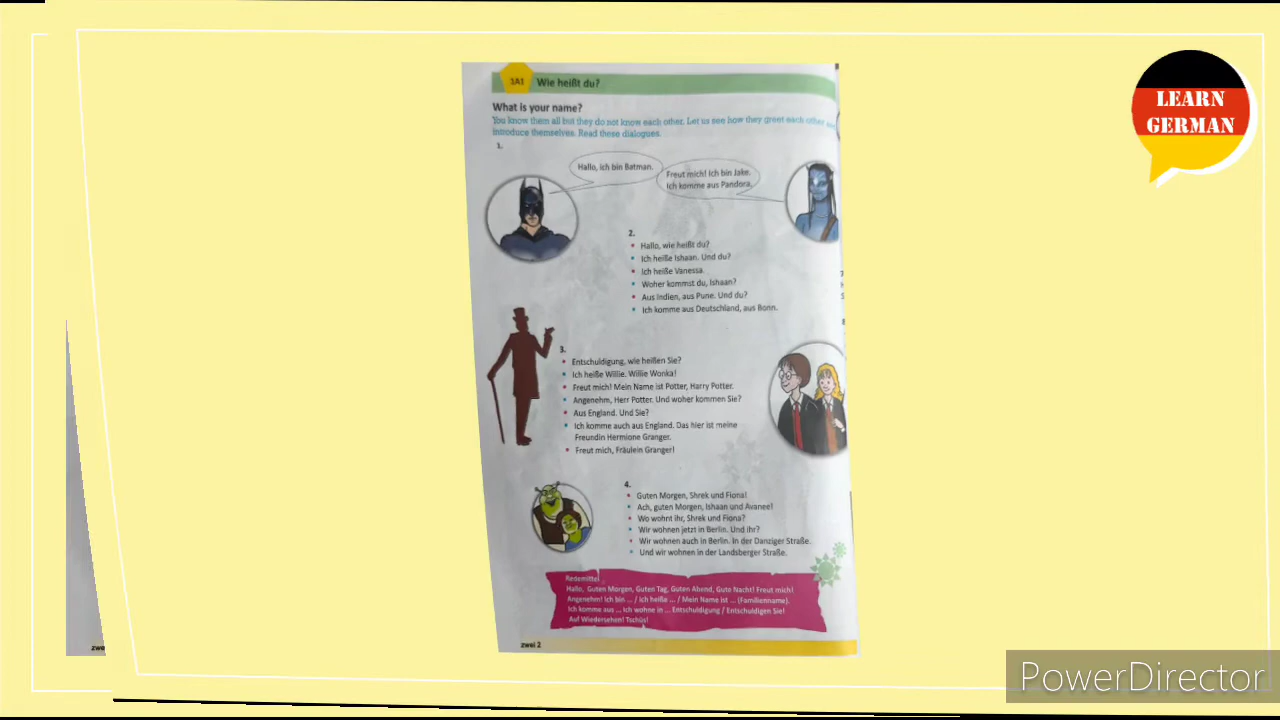 1A1 Wie heißt du?
What is your name?
You know them all but they do not know each other. Let us see how they greet each other
introduce themselves. Read these dialogues.
1.
Hallo, ich bin Batman.
Freut mich! Ich bin Jake.
Ich komme aus Pandora.
2.
• Hallo, wie heißt du?
• Ich heiße Ishaan. Und du?
• Ich heiße Vanessa.
• Woher kommst du, Ishaan?
• Aus Indien, aus Pune. Und du?
• Ich komme aus Deutschland, aus Bonn.
3.
• Entschuldigung, wie heißen Sie?
• Ich heiße Willie. Willie Wonka!
• Freut mich! Mein Name ist Potter, Harry Potter.
• Angenehm, Herr Potter. Und woher kommen Sie?
• Aus England. Und Sie?
• Ich komme auch aus England. Das hier ist meine
Freundin Hermione Granger.
• Freut mich, Fräulein Granger!
4.
• Guten Morgen, Shrek und Fiona!
• Ach, guten Morgen, Ishaan und Avanee!
• Wo wohnt ihr, Shrek und Fiona?
• Wir wohnen jetzt in Berlin. Und ihr?
• Wir wohnen auch in Berlin. In der Danziger Straße.
• Und wir wohnen in der Landsberger Straße.
Redemittel
Hallo, Guten Morgen, Guten Tag, Guten Abend, Gute Nacht! Freut mich!
Angenehm! Ich bin ... / Ich heiße ... / Mein Name ist ... (Familienname).
Ich komme aus ... Ich wohne in ... Entschuldigung / Entschuldigen Sie!
Auf Wiedersehen! Tschüs!
zwei 2
LEARN
GERMAN
PowerDirector